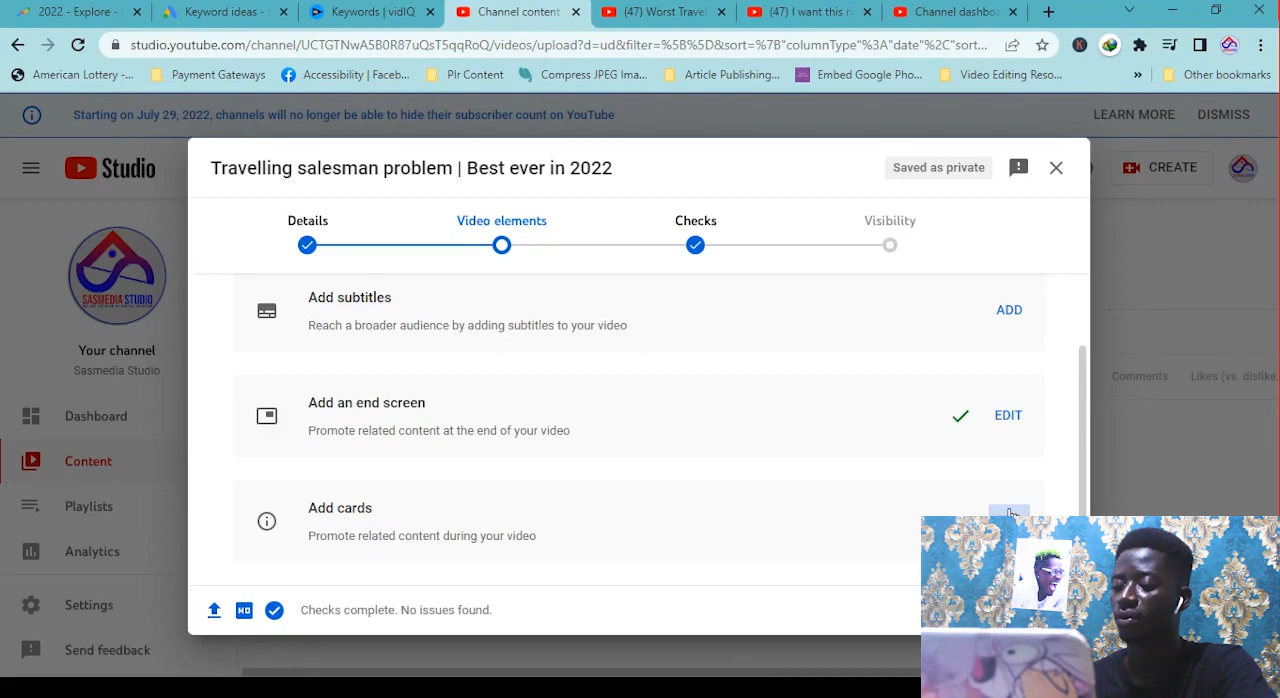 2022 - Explore -
Keyword ideas -
Keywords | vidIQ
Channel content
(47) Worst Travel
(47) I want this
Channel dashboa
studio.youtube.com/channel/UCTGTNwA5B0R87uQsT5qqRoQ/videos/upload?d=ud&filter=%5B%5D&sort=%7B"columnType"%3A"date"%2C"sort...
American Lottery -...
Payment Gateways
Accessibility | Faceb...
Plr Content
Compress JPEG Ima...
Article Publishing...
Embed Google Pho...
Video Editing Reso...
»
Other bookmarks
Starting on July 29, 2022, channels will no longer be able to hide their subscriber count on YouTube
LEARN MORE
DISMISS
Studio
Travelling salesman problem | Best ever in 2022
Saved as private
CREATE
Details
Video elements
Checks
Visibility
SASMEDIA STUDIO
Add subtitles
Reach a broader audience by adding subtitles to your video
ADD
Your channel
Sasmedia Studio
Comments
Likes (vs. dislike
Dashboard
Add an end screen
Promote related content at the end of your video
EDIT
Content
Playlists
Add cards
Promote related content during your video
Analytics
Settings
HD
Checks complete. No issues found.
Send feedback